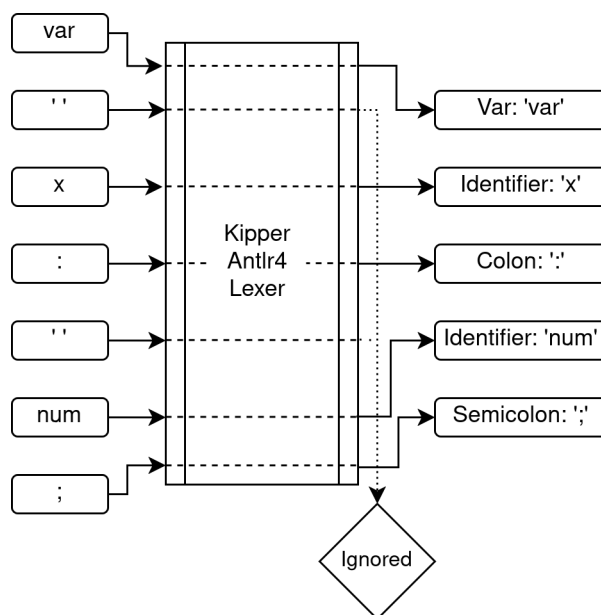 var
' '
x
:
' '
num
;
Kipper
Antlr4
Lexer
Var: 'var'
Identifier: 'x'
Colon: ':'
Identifier: 'num'
Semicolon: ';'
Ignored